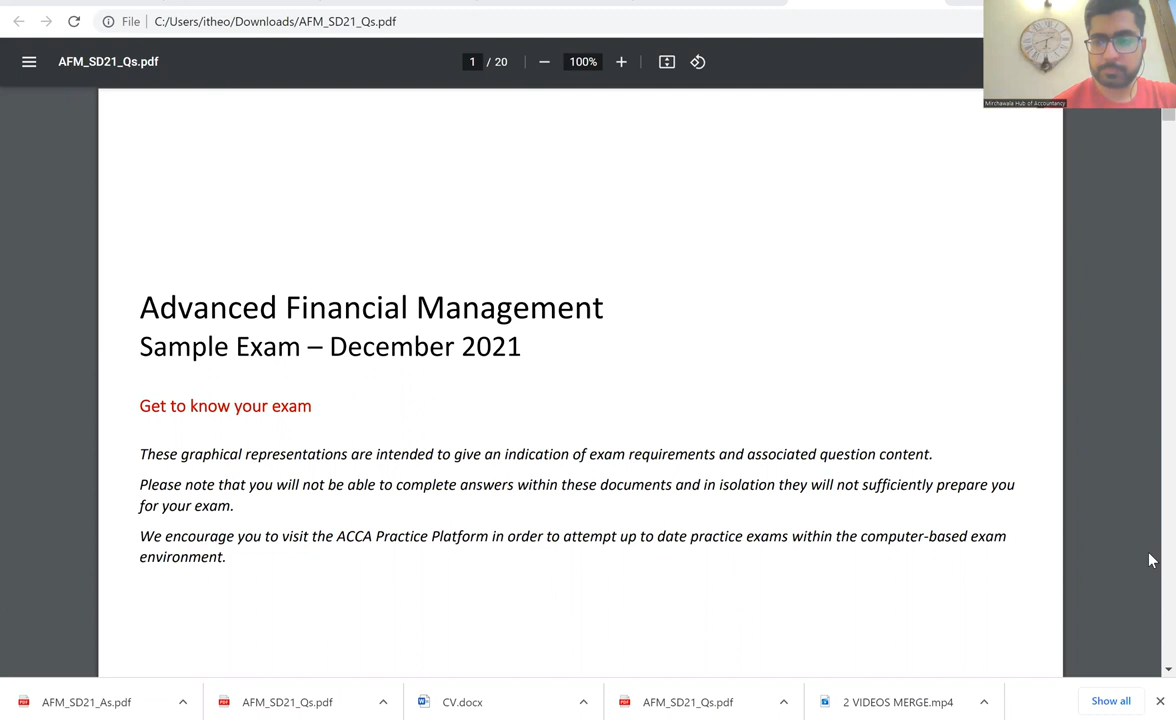 File
C:/Users/itheo/Downloads/AFM_SD21_Qs.pdf
AFM_SD21_Qs.pdf
1 / 20
100%
Mirchawala Hub of Accountancy
Advanced Financial Management
Sample Exam – December 2021
Get to know your exam
These graphical representations are intended to give an indication of exam requirements and associated question content.
Please note that you will not be able to complete answers within these documents and in isolation they will not sufficiently prepare you
for your exam.
We encourage you to visit the ACCA Practice Platform in order to attempt up to date practice exams within the computer-based exam
environment.
AFM_SD21_As.pdf
AFM_SD21_Qs.pdf
CV.docx
AFM_SD21_Qs.pdf
2 VIDEOS MERGE.mp4
Show all